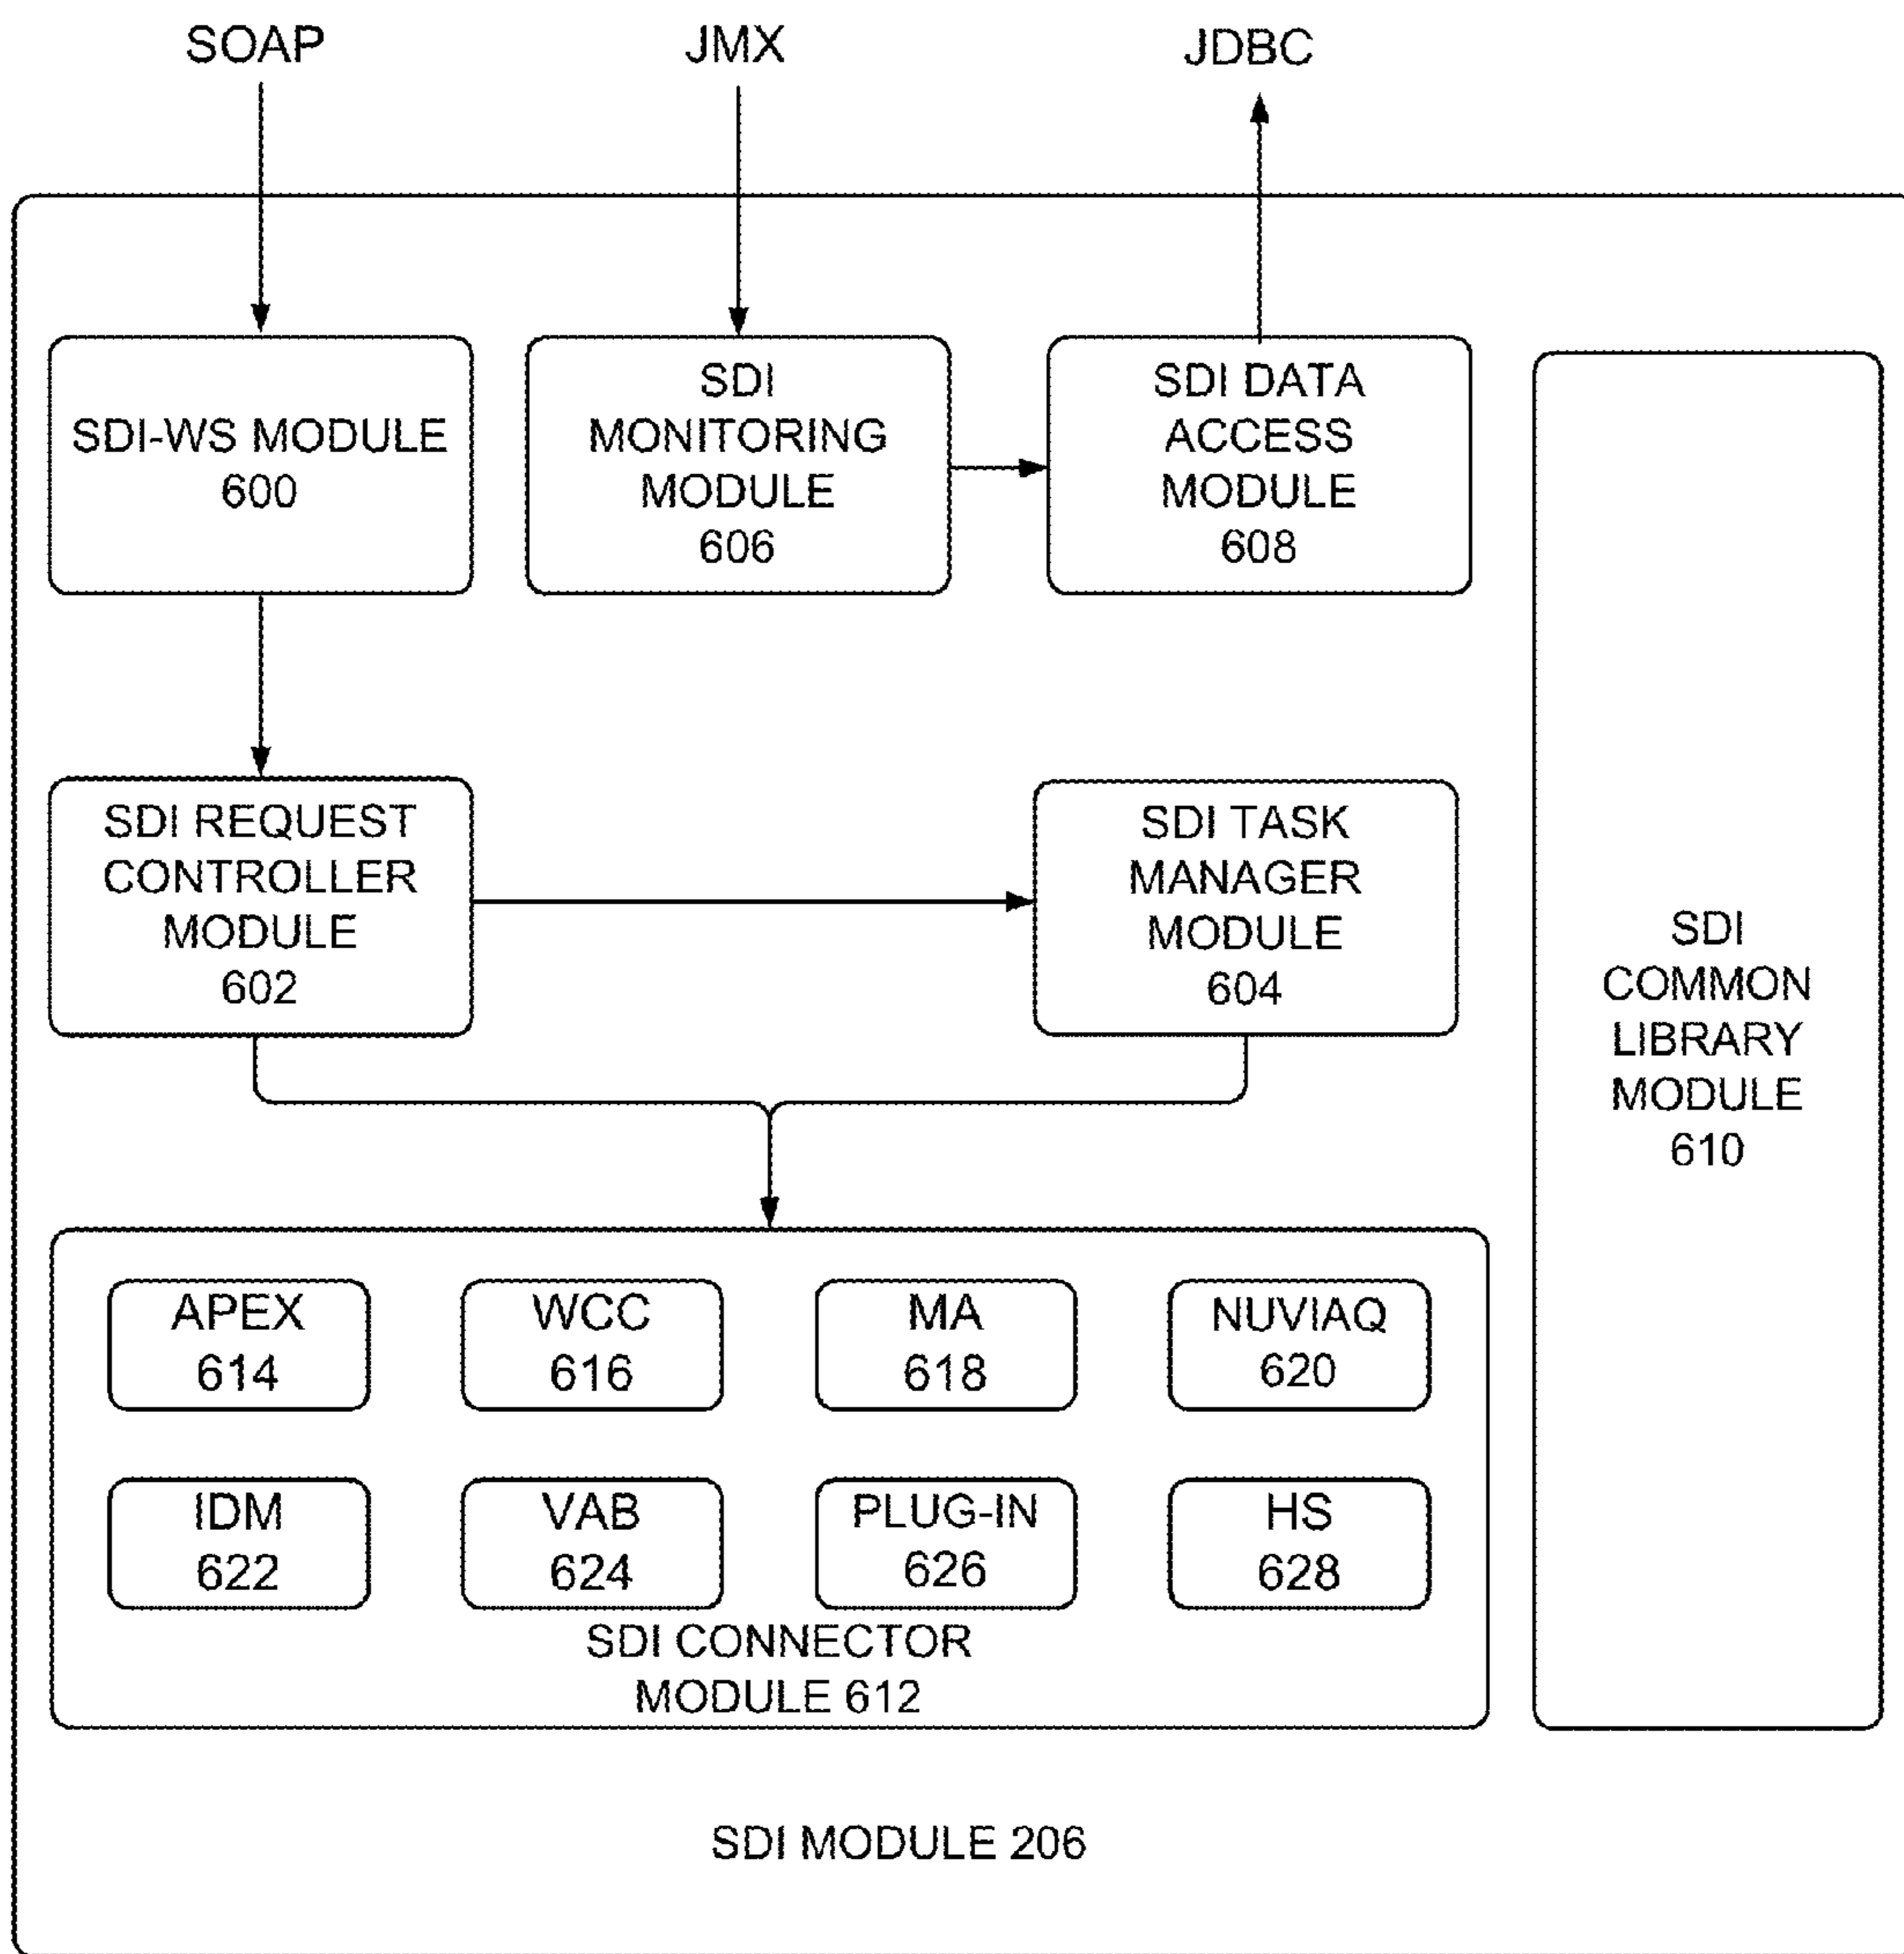 SOAP
JMX
JDBC
SDI-WS MODULE
600
SDI
MONITORING
MODULE
606
SDI DATA
ACCESS
MODULE
608
SDI REQUEST
CONTROLLER
MODULE
602
SDI TASK
MANAGER
MODULE
604
SDI
COMMON
LIBRARY
MODULE
610
APEX
614
WCC
616
MA
618
NUVIAQ
620
IDM
622
VAB
624
PLUG-IN
626
HS
628
SDI CONNECTOR
MODULE 612
SDI MODULE 206